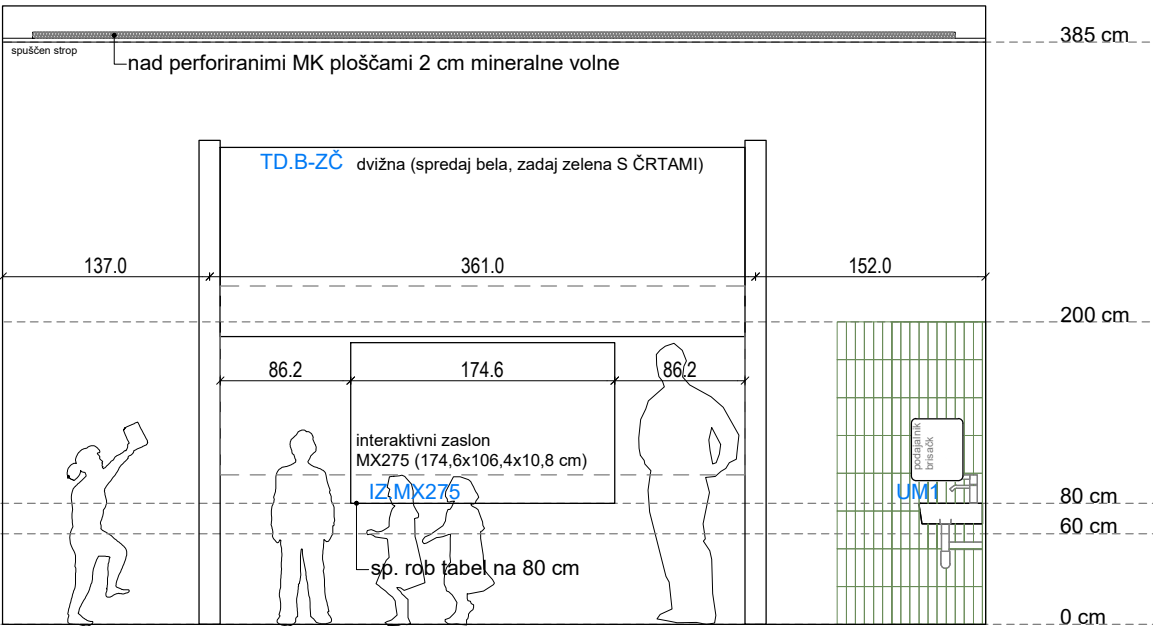 385 cm
spuščen strop
nad perforiranimi MK ploščami 2 cm mineralne volne
TD.B-ZČ dvižna (spredaj bela, zadaj zelena S ČRTAMI)
137.0 361.0 152.0
200 cm
86.2 174.6 86.2
interaktivni zaslon
MX275 (174,6x106,4x10,8 cm)
podajalnik
brisačk
IZ.MX275
UM1
80 cm
60 cm
sp. rob tabel na 80 cm
0 cm